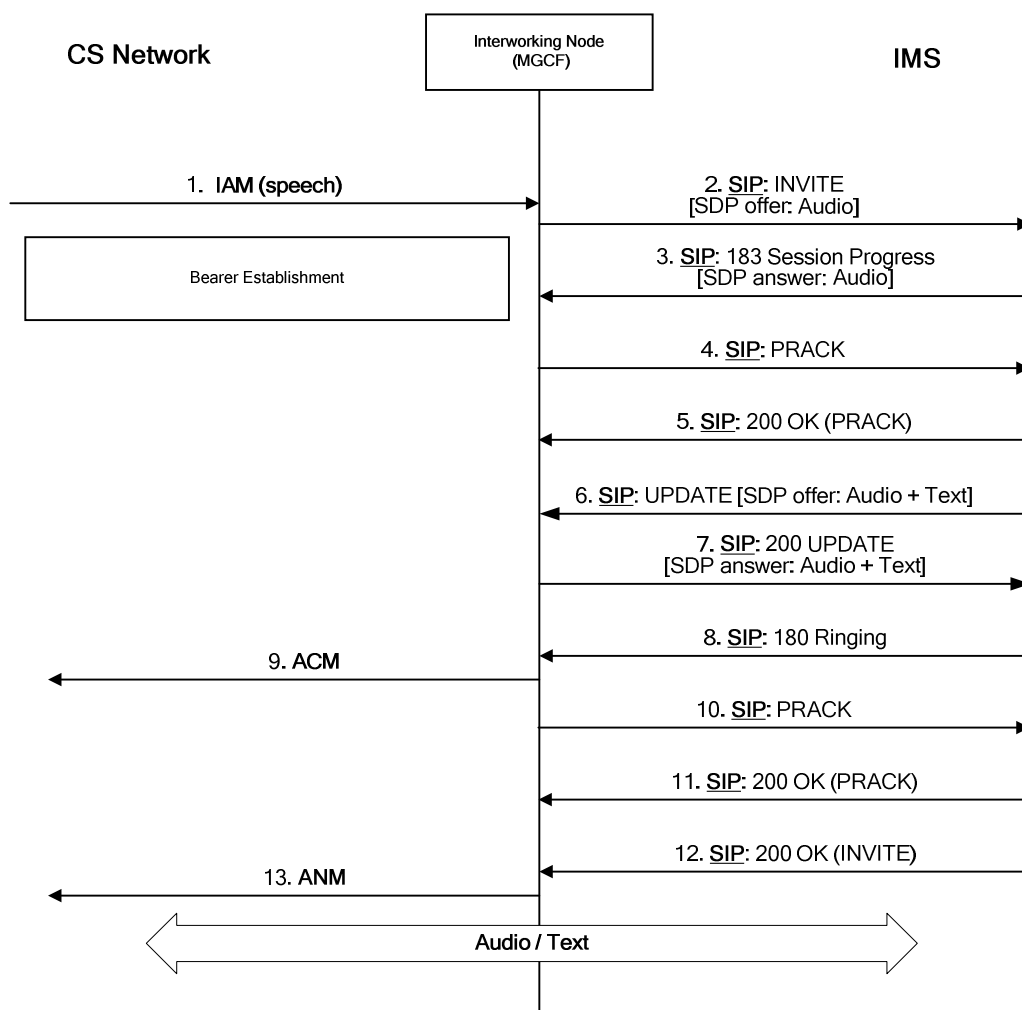 CS Network
Interworking Node
(MGCF)
IMS
1. IAM (speech)
2. SIP: INVITE
[SDP offer: Audio]
3. SIP: 183 Session Progress
[SDP answer: Audio]
Bearer Establishment
4. SIP: PRACK
5. SIP: 200 OK (PRACK)
6. SIP: UPDATE [SDP offer: Audio + Text]
7. SIP: 200 UPDATE
[SDP answer: Audio + Text]
8. SIP: 180 Ringing
9. ACM
10. SIP: PRACK
11. SIP: 200 OK (PRACK)
12. SIP: 200 OK (INVITE)
13. ANM
Audio / Text